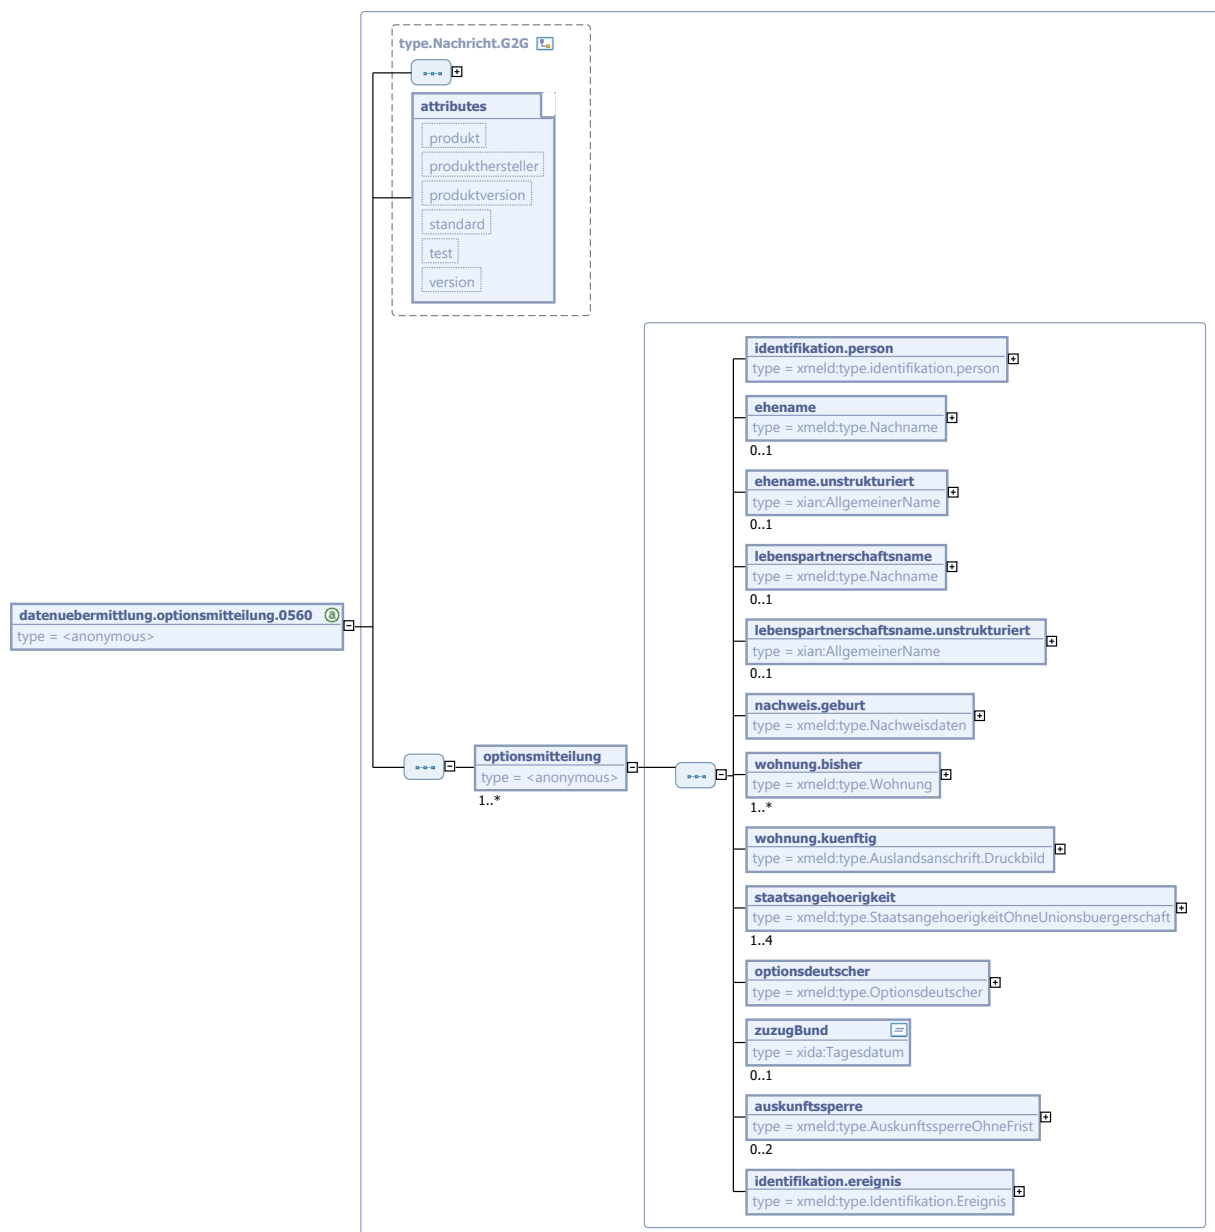 type.Nachricht.G2G
attributes
produkt
produkthersteller
produktversion
standard
test
version
identifikation.person
type = xmeld:type.identifikation.person
ehename
type = xmeld:type.Nachname
0..1
ehename.unstrukturiert
type = xian:AllgemeinerName
0..1
lebenspartnerschaftsname
type = xmeld:type.Nachname
0..1
datenuebermittlung.optionsmitteilung.0560 a
type = <anonymous>
lebenspartnerschaftsname.unstrukturiert
type = xian:AllgemeinerName
0..1
nachweis.geburt
type = xmeld:type.Nachweisdaten
optionsmitteilung
type = <anonymous>
1..*
wohnung.bisher
type = xmeld:type.Wohnung
1..*
wohnung.kuenftig
type = xmeld:type.Auslandsanschrift.Druckbild
staatsangehoerigkeit
type = xmeld:type.StaatsangehoerigkeitOhneUnionsbuergerschaft
1..4
optionsdeutscher
type = xmeld:type.Optionsdeutscher
zuzugBund
type = xida:Tagesdatum
0..1
auskunftssperre
type = xmeld:type.AuskunftssperreOhneFrist
0..2
identifikation.ereignis
type = xmeld:type.Identifikation.Ereignis